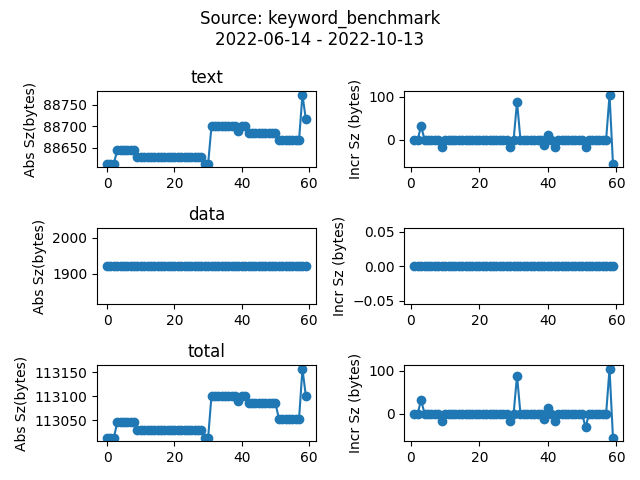 Source: keyword_benchmark
2022-06-14 - 2022-10-13
text
Abs Sz(bytes)
88750
88700
88650
0 20 40 60
Incr Sz (bytes)
100
0
0 20 40 60
data
Abs Sz(bytes)
2000
1900
0 20 40 60
Incr Sz (bytes)
0.05
0.00
−0.05
0 20 40 60
total
Abs Sz(bytes)
113150
113100
113050
0 20 40 60
Incr Sz (bytes)
100
0
0 20 40 60